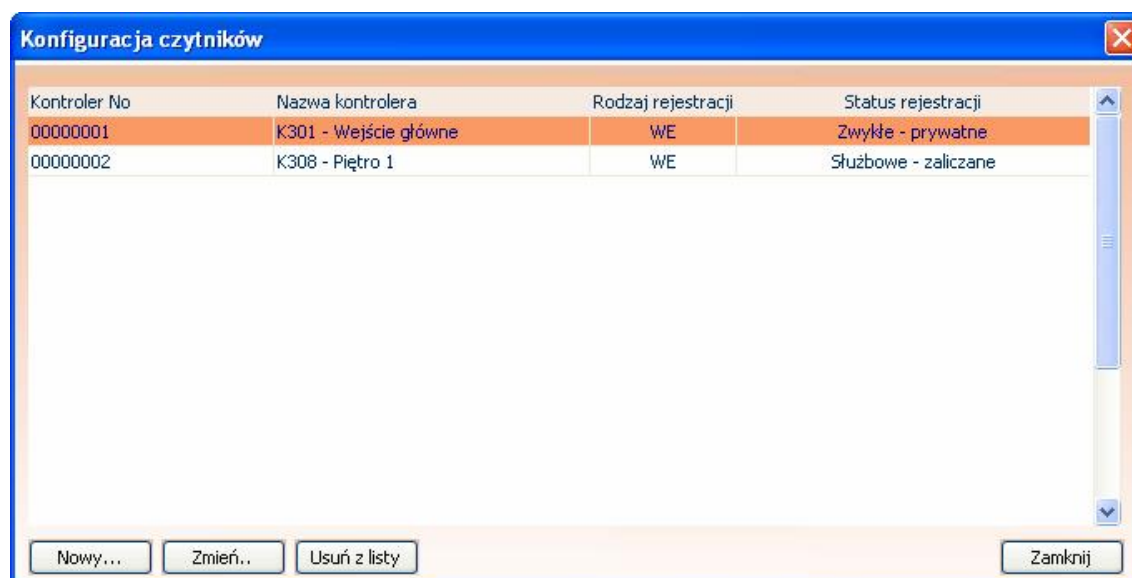 Konfiguracja czytników
Kontroler No Nazwa kontrolera Rodzaj rejestracji Status rejestracji
00000001 K301 - Wejście główne WE Zwykłe - prywatne
00000002 K308 - Piętro 1 WE Służbowe - zaliczane
Nowy... Zmień.. Usuń z listy Zamknij